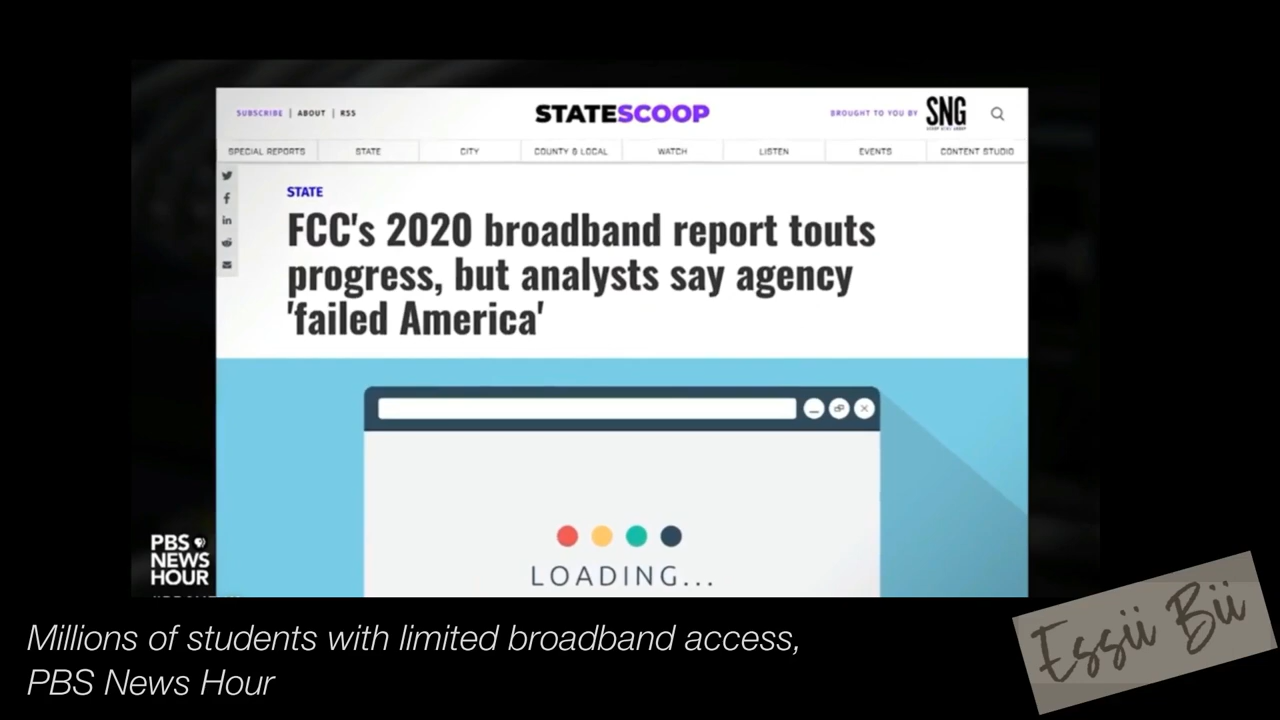 SUBSCRIBE | ABOUT | RSS
STATESCOOP
BROUGHT TO YOU BY SNG
SPECIAL REPORTS
STATE
CITY
COUNTY & LOCAL
WATCH
LISTEN
EVENTS
CONTENT STUDIO
STATE
FCC's 2020 broadband report touts
progress, but analysts say agency
'failed America'
LOADING...
PBS
NEWS
HOUR
Millions of students with limited broadband access,
PBS News Hour
Essii Bii